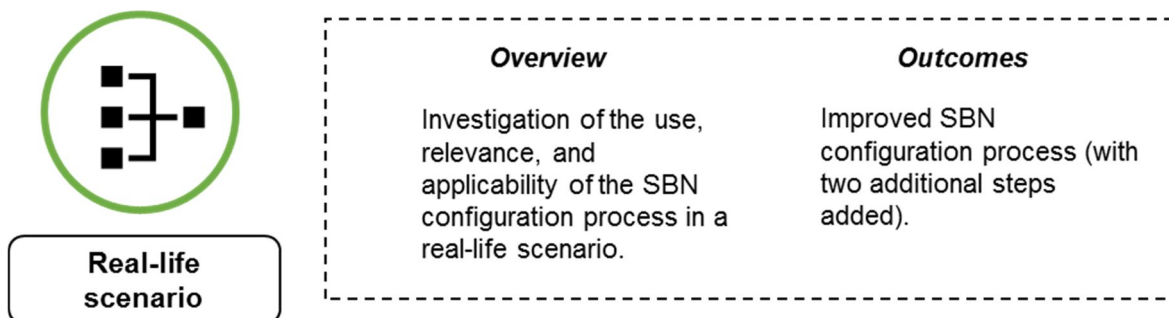 Real-life
scenario
Overview
Investigation of the use,
relevance, and
applicability of the SBN
configuration process in a
real-life scenario.
Outcomes
Improved SBN
configuration process (with
two additional steps
added).